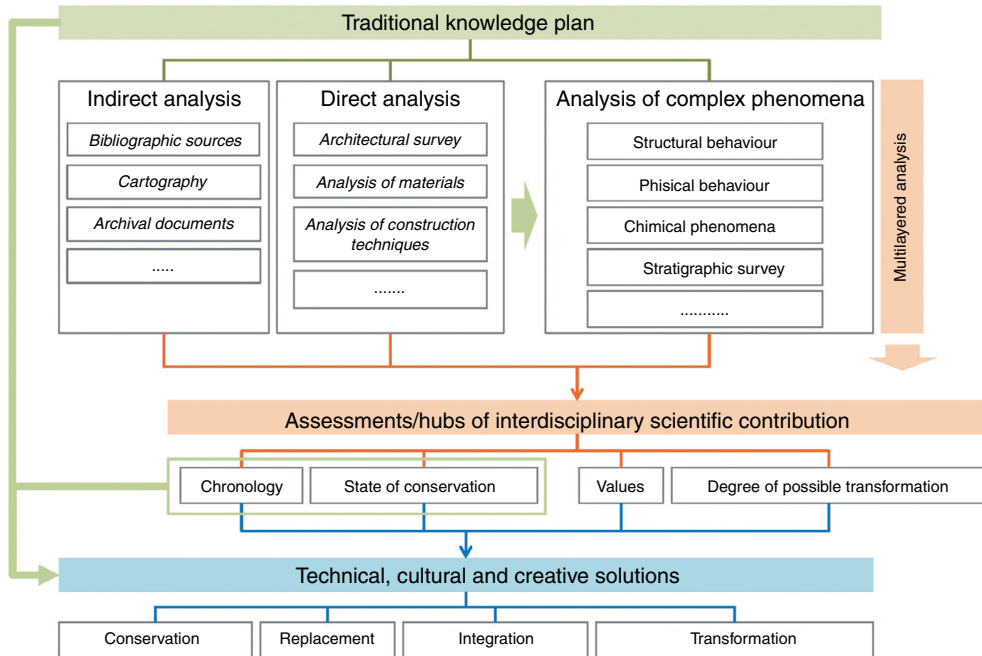 Traditional knowledge plan
Indirect analysis
Bibliographic sources
Cartography
Archival documents
.....
Direct analysis
Architectural survey
Analysis of materials
Analysis of construction
techniques
.......
Analysis of complex phenomena
Structural behaviour
Phisical behaviour
Chimical phenomena
Stratigraphic survey
...........
Multilayered analysis
Assessments/hubs of interdisciplinary scientific contribution
Chronology
State of conservation
Values
Degree of possible transformation
Technical, cultural and creative solutions
Conservation
Replacement
Integration
Transformation